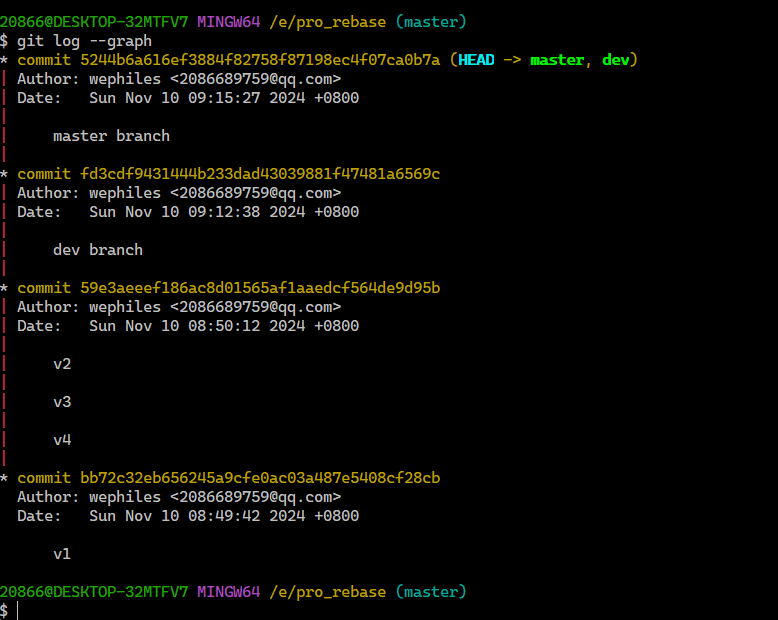 20866@DESKTOP-32MTFV7 MINGW64 /e/pro_rebase (master)
$ git log --graph
* commit 5244b6a616ef3884f82758f87198ec4f07ca0b7a (HEAD -> master, dev)
| Author: wephiles <2086689759@qq.com>
| Date:   Sun Nov 10 09:15:27 2024 +0800
|
|     master branch
|
* commit fd3cdf9431444b233dad43039881f47481a6569c
| Author: wephiles <2086689759@qq.com>
| Date:   Sun Nov 10 09:12:38 2024 +0800
|
|     dev branch
|
* commit 59e3aeeef186ac8d01565af1aaedcf564de9d95b
| Author: wephiles <2086689759@qq.com>
| Date:   Sun Nov 10 08:50:12 2024 +0800
|
|     v2
|
|     v3
|
|     v4
|
* commit bb72c32eb656245a9cfe0ac03a487e5408cf28cb
  Author: wephiles <2086689759@qq.com>
  Date:   Sun Nov 10 08:49:42 2024 +0800

      v1

20866@DESKTOP-32MTFV7 MINGW64 /e/pro_rebase (master)
$